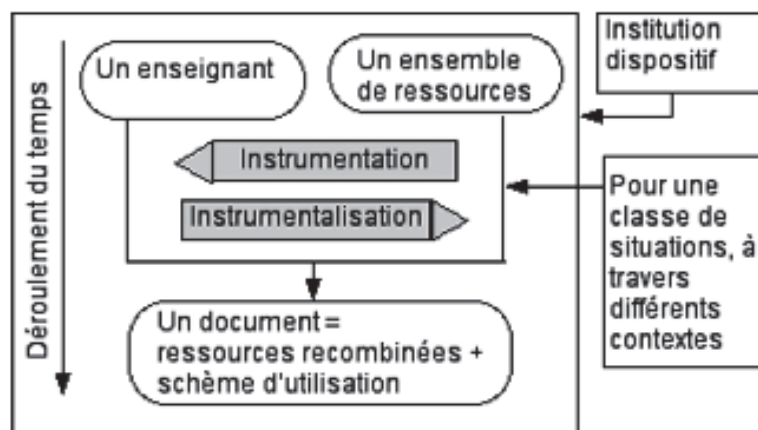 Déroulement du temps
Un enseignant
Un ensemble
de ressources
Instrumentation
Instrumentalisation
Un document =
ressources recombinées +
schème d'utilisation
Institution
dispositif
Pour une
classe de
situations, à
travers
différents
contextes